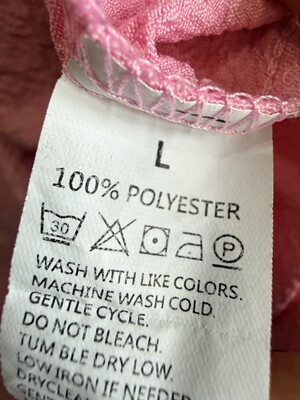 L
100% POLYESTER
30 P
WASH WITH LIKE COLORS.
MACHINE WASH COLD.
GENTLE CYCLE.
DO NOT BLEACH.
TUM BLE DRY LOW.
LOW IRON IF NEEDED
DRYCLEAN